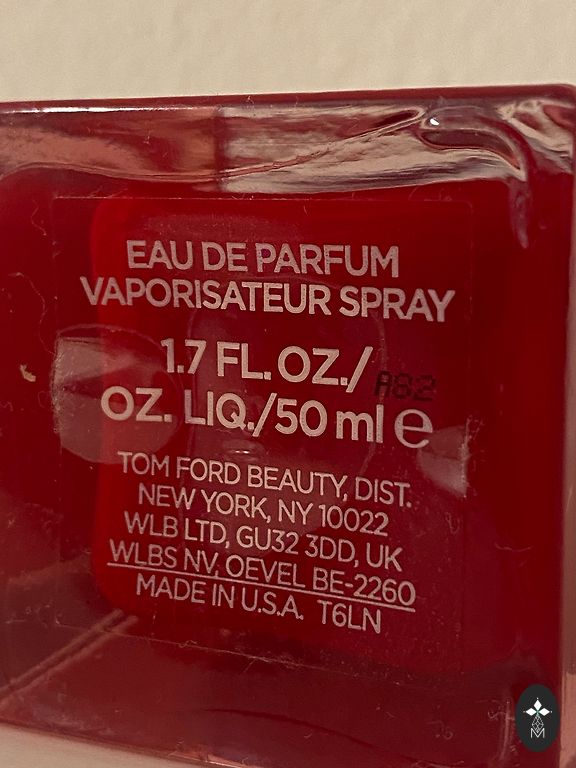 EAU DE PARFUM
VAPORISATEUR SPRAY
1.7 FL. OZ./
A82
OZ. LIQ./50 ml e
TOM FORD BEAUTY, DIST.
NEW YORK, NY 10022
WLB LTD, GU32 3DD, UK
WLBS NV, OEVEL BE-2260
MADE IN U.S.A. T6LN
M